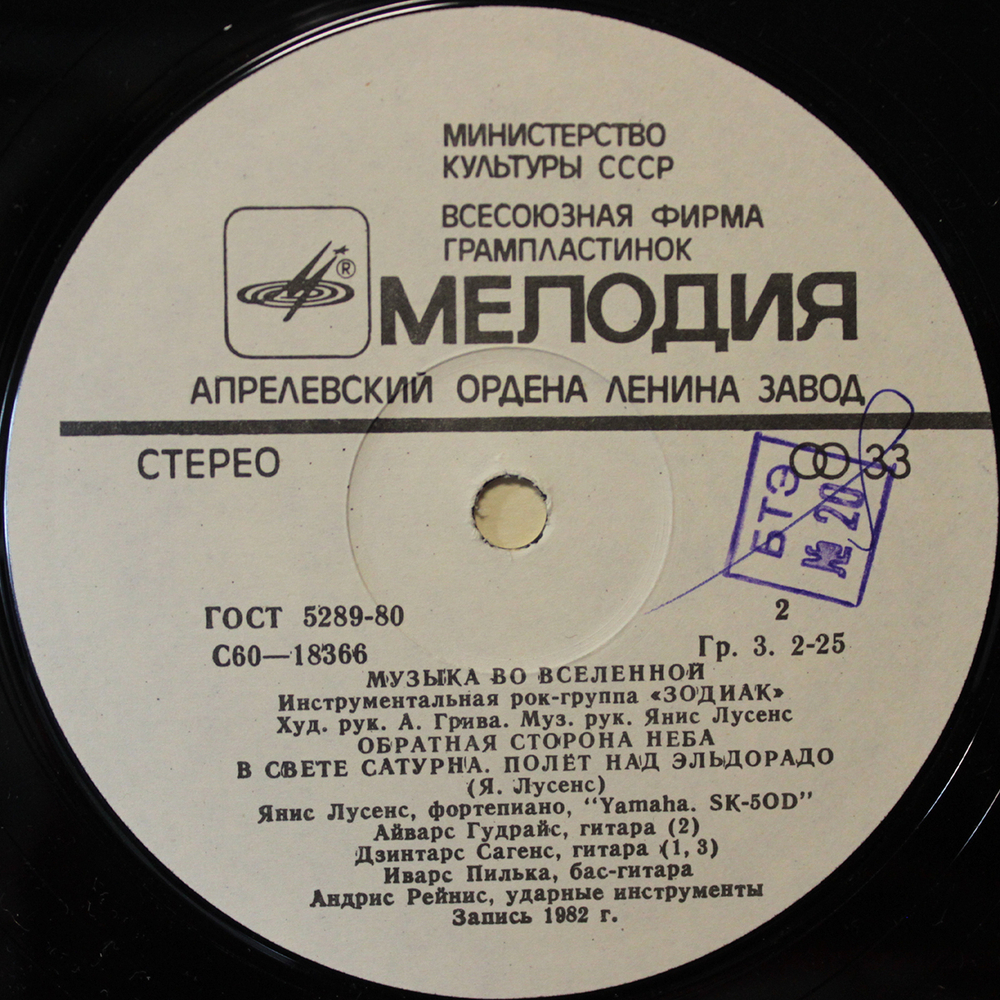 МИНИСТЕРСТВО
КУЛЬТУРЫ СССР
ВСЕСОЮЗНАЯ ФИРМА
ГРАМПЛАСТИНОК
®
МЕЛОДИЯ
АПРЕЛЕВСКИЙ ОРДЕНА ЛЕНИНА ЗАВОД
СТЕРЕО
33
БТЭ
№ 20
ГОСТ 5289-80
2
С60—18366
Гр. 3. 2-25
МУЗЫКА ВО ВСЕЛЕННОЙ
Инструментальная рок-группа «ЗОДИАК»
Худ. рук. А. Грива. Муз. рук. Янис Лусенс
ОБРАТНАЯ СТОРОНА НЕБА
В СВЕТЕ САТУРНА. ПОЛЁТ НАД ЭЛЬДОРАДО
(Я. Лусенс)
Янис Лусенс, фортепиано, "Yamaha. SK-50D"
Айварс Гудрайс, гитара (2)
Дзинтарс Сагенс, гитара (1, 3)
Иварс Пилька, бас-гитара
Андрис Рейнис, ударные инструменты
Запись 1982 г.